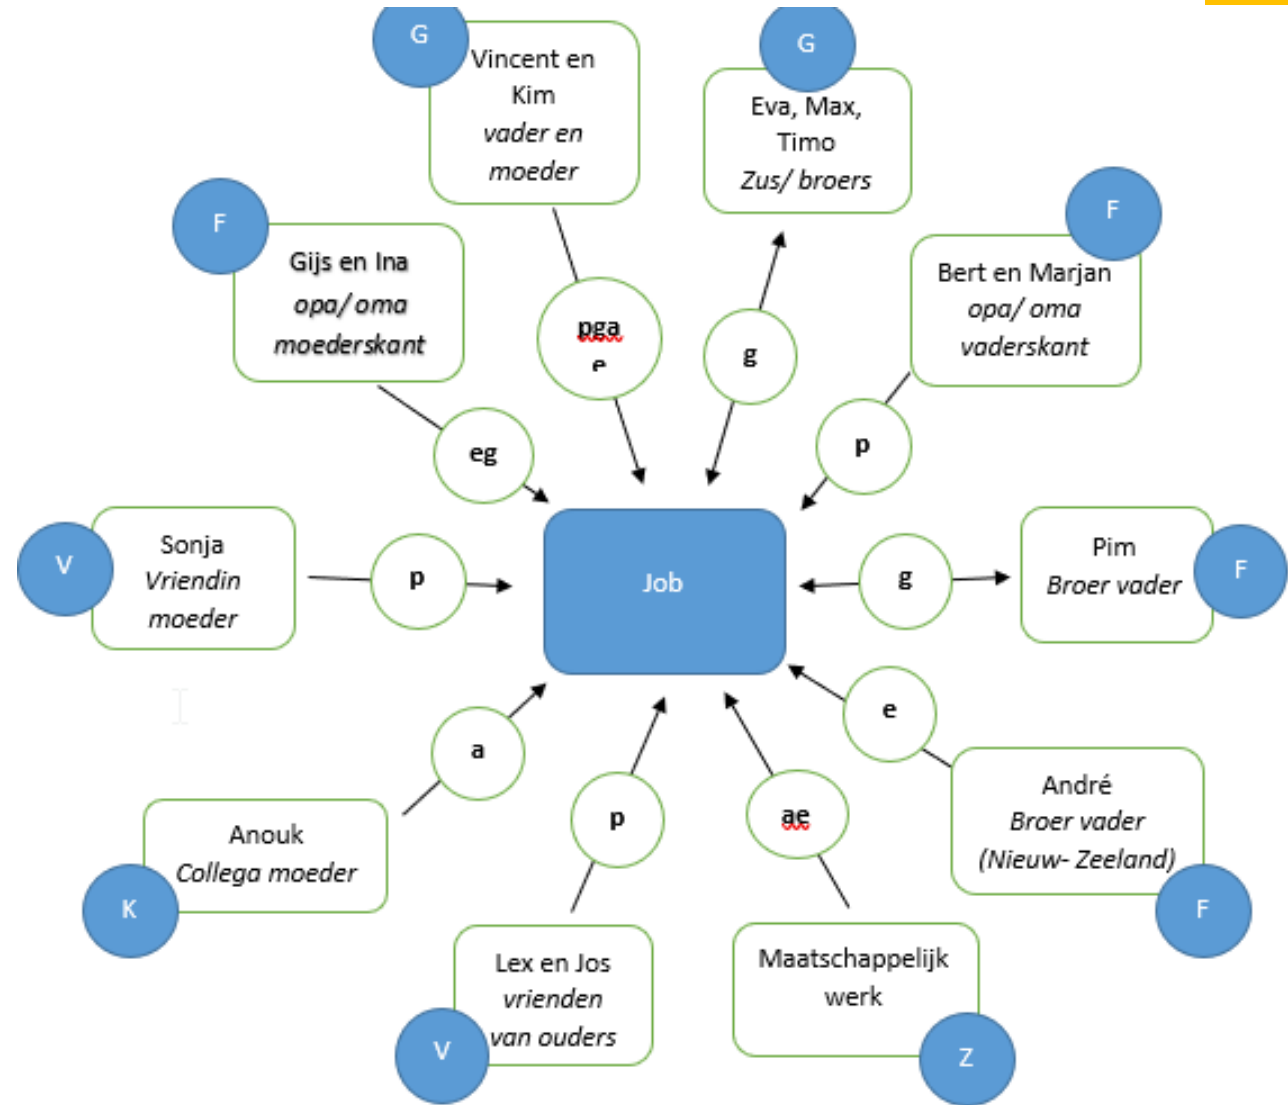 G
Vincent en
Kim
vader en
moeder
G
Eva, Max,
Timo
Zus/ broers
F
Gijs en Ina
opa/ oma
moederskant
F
Bert en Marjan
opa/ oma
vaderskant
pga
e
g
eg
p
V
Sonja
Vriendin
moeder
p
Job
g
Pim
Broer vader
F
e
André
Broer vader
(Nieuw- Zeeland)
F
a
Anouk
Collega moeder
K
p
Lex en Jos
vrienden
van ouders
V
ae
Maatschappelijk
werk
Z